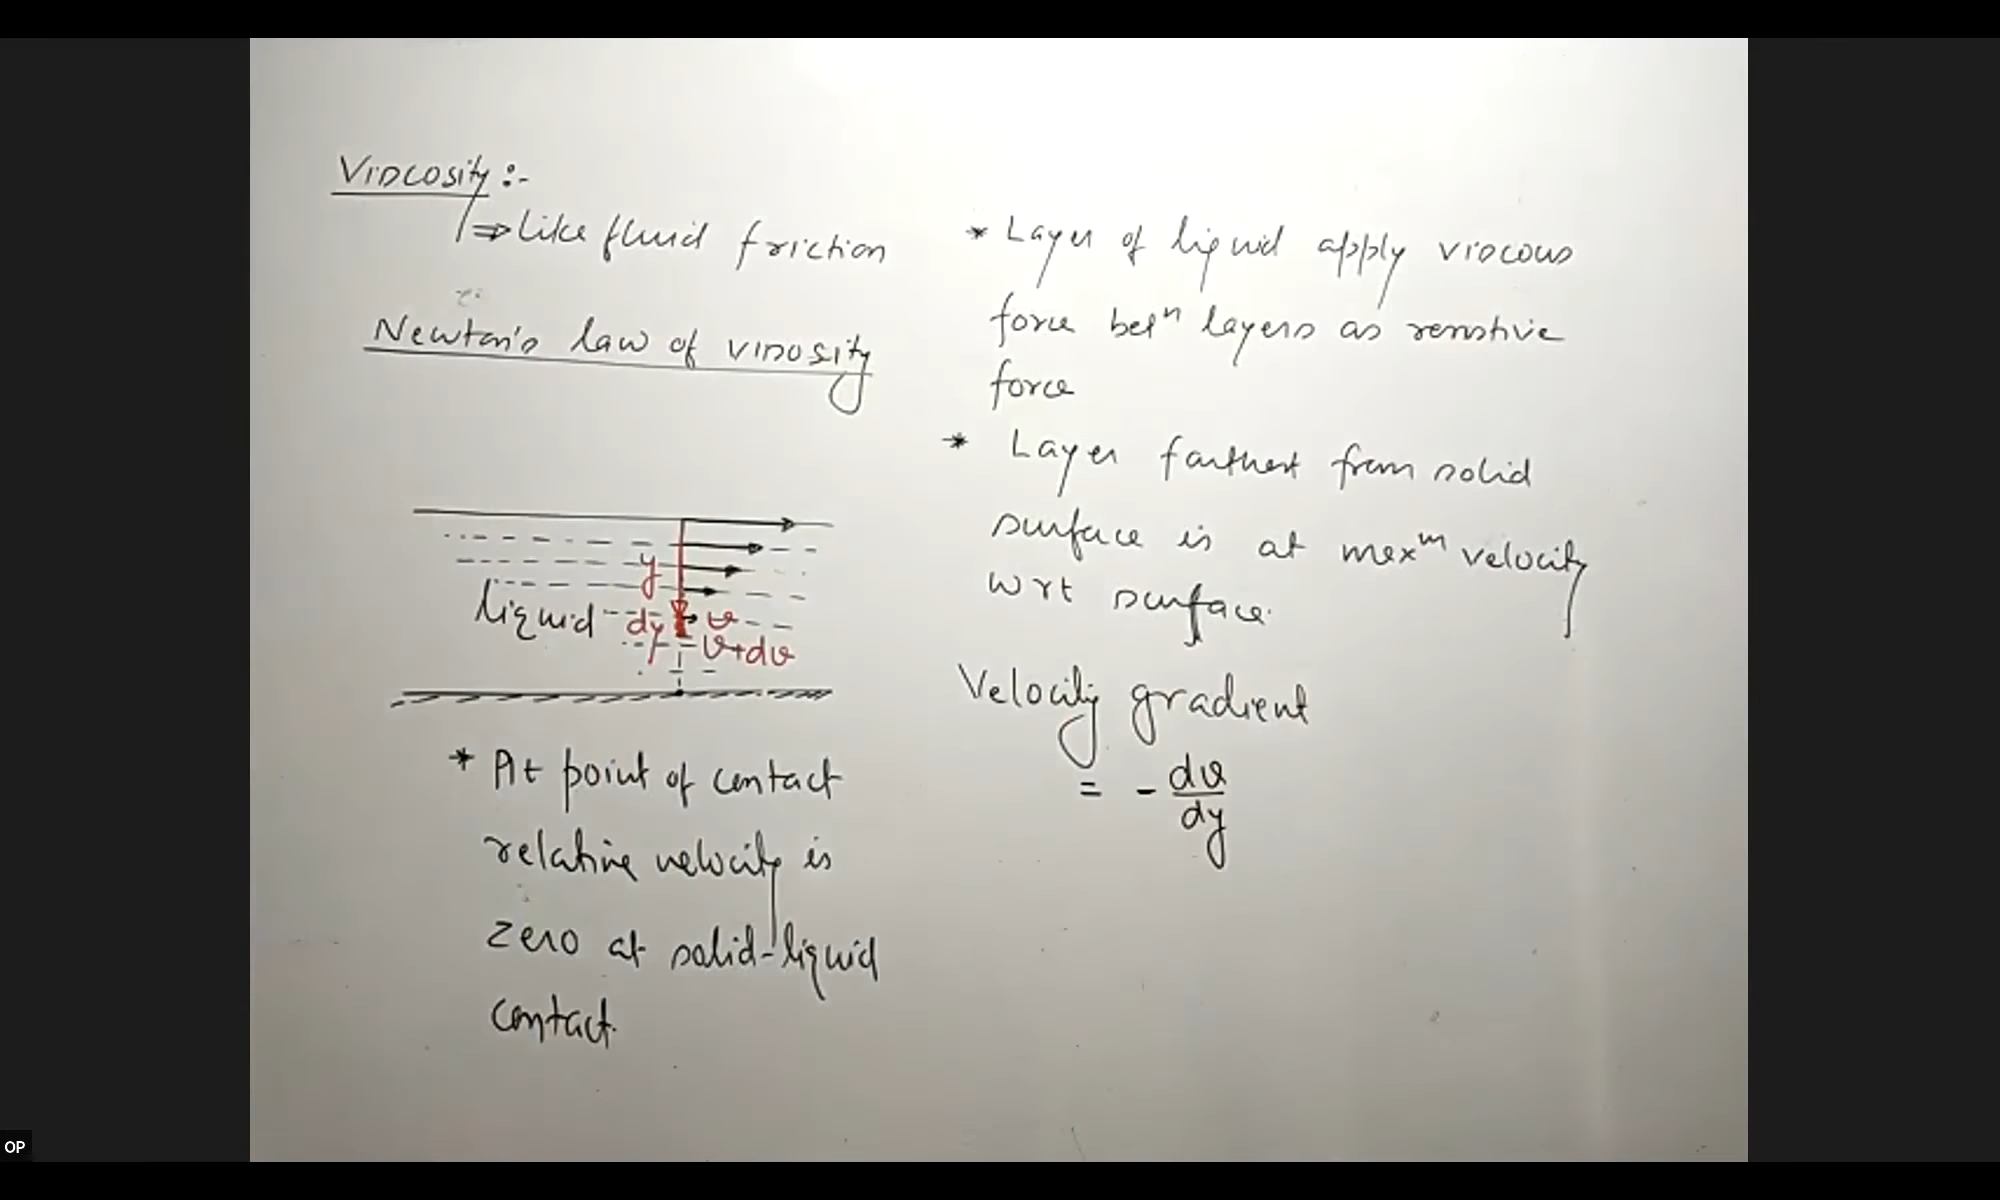 Viscosity :-
⇒ Like fluid friction
Newton's law of visosity
y
liquid
dy v
v+dv
* At point of contact
relative velocity is
zero at solid-liquid
contact.
* Layer of liquid apply viscous
force betⁿ layers as resistive
force
* Layer farthest from solid
surface is at maxᵐ velocity
wrt surface.
Velocity gradient
= - dv/dy
OP